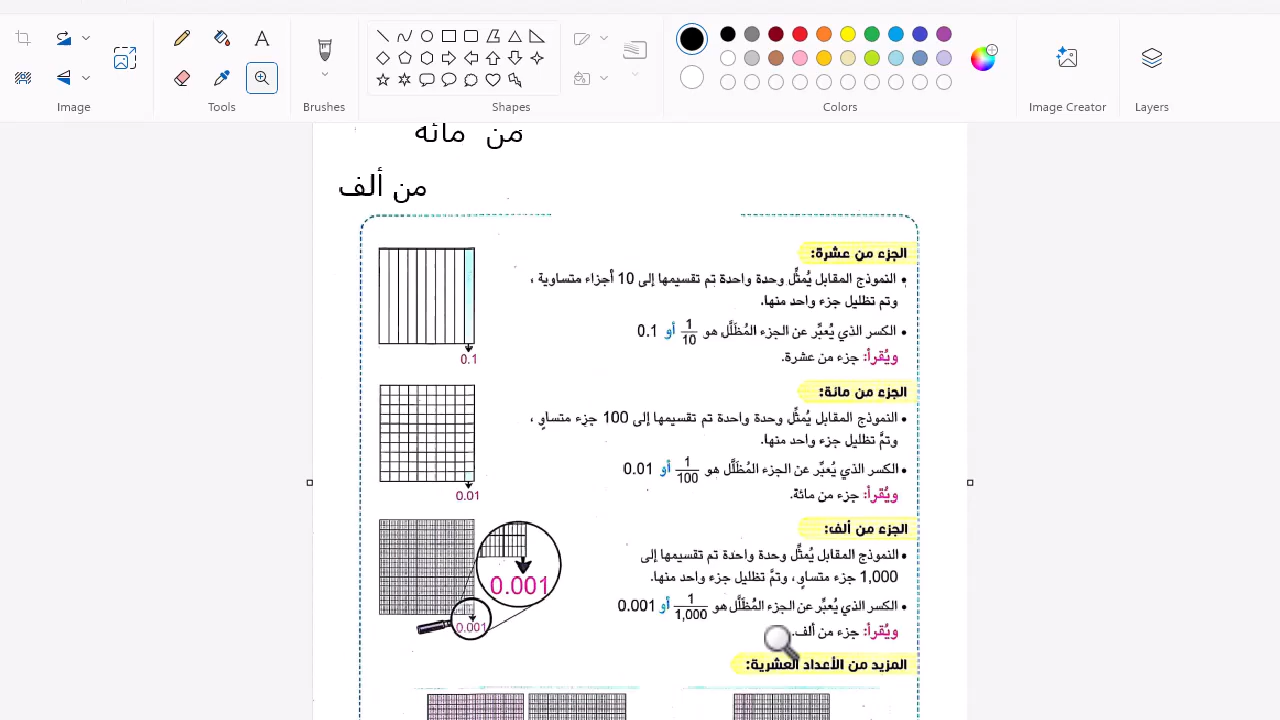 Image
Tools
Brushes
Shapes
Colors
Image Creator
Layers
من مائه
من ألف
الجزء من عشرة:
• النموذج المقابل يُمثِّل وحدة واحدة تم تقسيمها إلى 10 أجزاء متساوية ،
وتم تظليل جزء واحد منها.
• الكسر الذي يُعبِّر عن الجزء المُظَلَّل هو 1/10 أو 0.1
ويُقرأ: جزء من عشرة.
0.1
الجزء من مائة:
• النموذج المقابل يُمثِّل وحدة واحدة تم تقسيمها إلى 100 جزء متساوٍ ،
وتمَّ تظليل جزء واحد منها.
• الكسر الذي يُعبِّر عن الجزء المُظَلَّل هو 1/100 أو 0.01
ويُقرأ: جزء من مائة.
0.01
الجزء من ألف:
• النموذج المقابل يُمثِّل وحدة واحدة تم تقسيمها إلى
1,000 جزء متساوٍ ، وتمَّ تظليل جزء واحد منها.
• الكسر الذي يُعبِّر عن الجزء المُظَلَّل هو 1/1,000 أو 0.001
ويُقرأ: جزء من ألف.
0.001
0.001
المزيد من الأعداد العشرية: